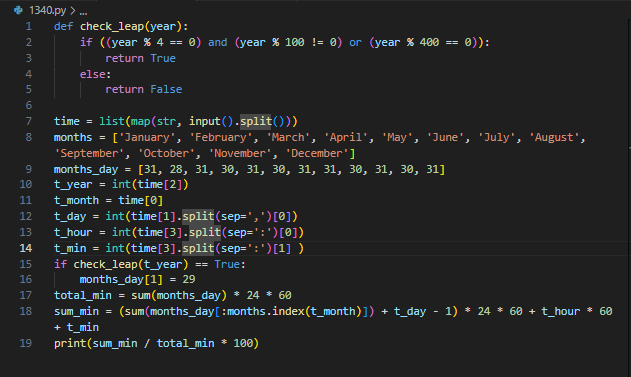 1340.py > ...
1 def check_leap(year):
2     if ((year % 4 == 0) and (year % 100 != 0) or (year % 400 == 0)):
3         return True
4     else:
5         return False
6
7 time = list(map(str, input().split()))
8 months = ['January', 'February', 'March', 'April', 'May', 'June', 'July', 'August',
'September', 'October', 'November', 'December']
9 months_day = [31, 28, 31, 30, 31, 30, 31, 31, 30, 31, 30, 31]
10 t_year = int(time[2])
11 t_month = time[0]
12 t_day = int(time[1].split(sep=',')[0])
13 t_hour = int(time[3].split(sep=':')[0])
14 t_min = int(time[3].split(sep=':')[1] )
15 if check_leap(t_year) == True:
16     months_day[1] = 29
17 total_min = sum(months_day) * 24 * 60
18 sum_min = (sum(months_day[:months.index(t_month)]) + t_day - 1) * 24 * 60 + t_hour * 60
+ t_min
19 print(sum_min / total_min * 100)